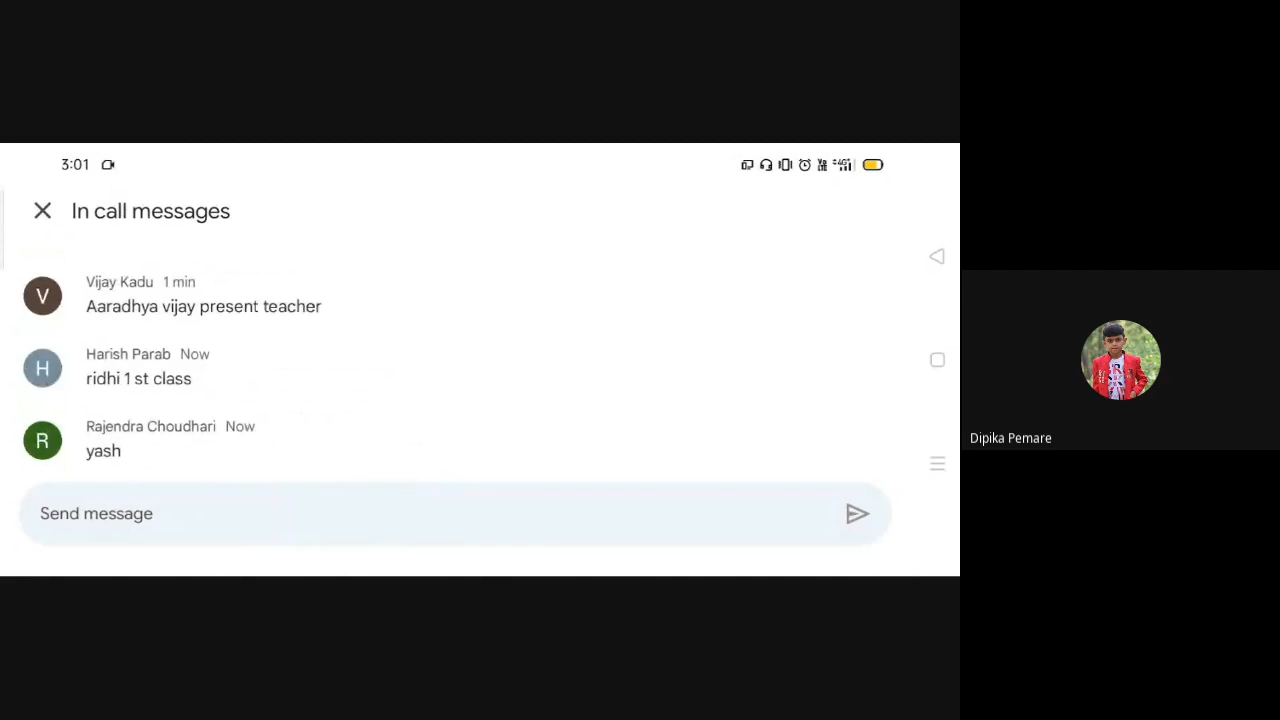 3:01
In call messages
V
Vijay Kadu 1 min
Aaradhya vijay present teacher
H
Harish Parab Now
ridhi 1 st class
R
Rajendra Choudhari Now
yash
Send message
Dipika Pemare